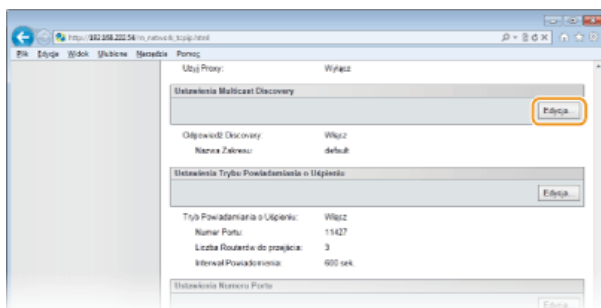 http://192.168.222.54/m_network_tcpip.html
Plik Edycja Widok Ulubione Narzędzia Pomoc
Użyj Proxy: Wyłącz
Ustawienia Multicast Discovery
Edycja...
Odpowiedź Discovery: Włącz
Nazwa Zakresu: default
Ustawienia Trybu Powiadamiania o Uśpieniu
Edycja...
Tryb Powiadamiania o Uśpieniu: Włącz
Numer Portu: 11427
Liczba Routerów do przejścia: 3
Interwał Powiadomienia: 600 sek.
Ustawienia Numeru Portu
Edycja...